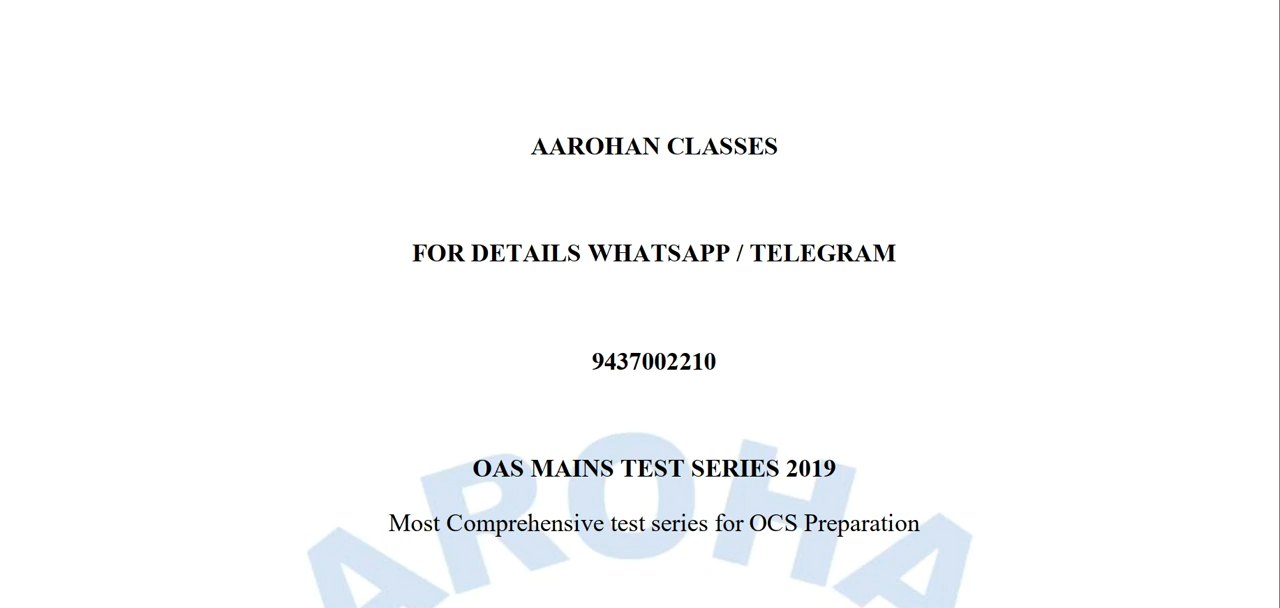 AAROHAN CLASSES
FOR DETAILS WHATSAPP / TELEGRAM
9437002210
OAS MAINS TEST SERIES 2019
Most Comprehensive test series for OCS Preparation
AROHA